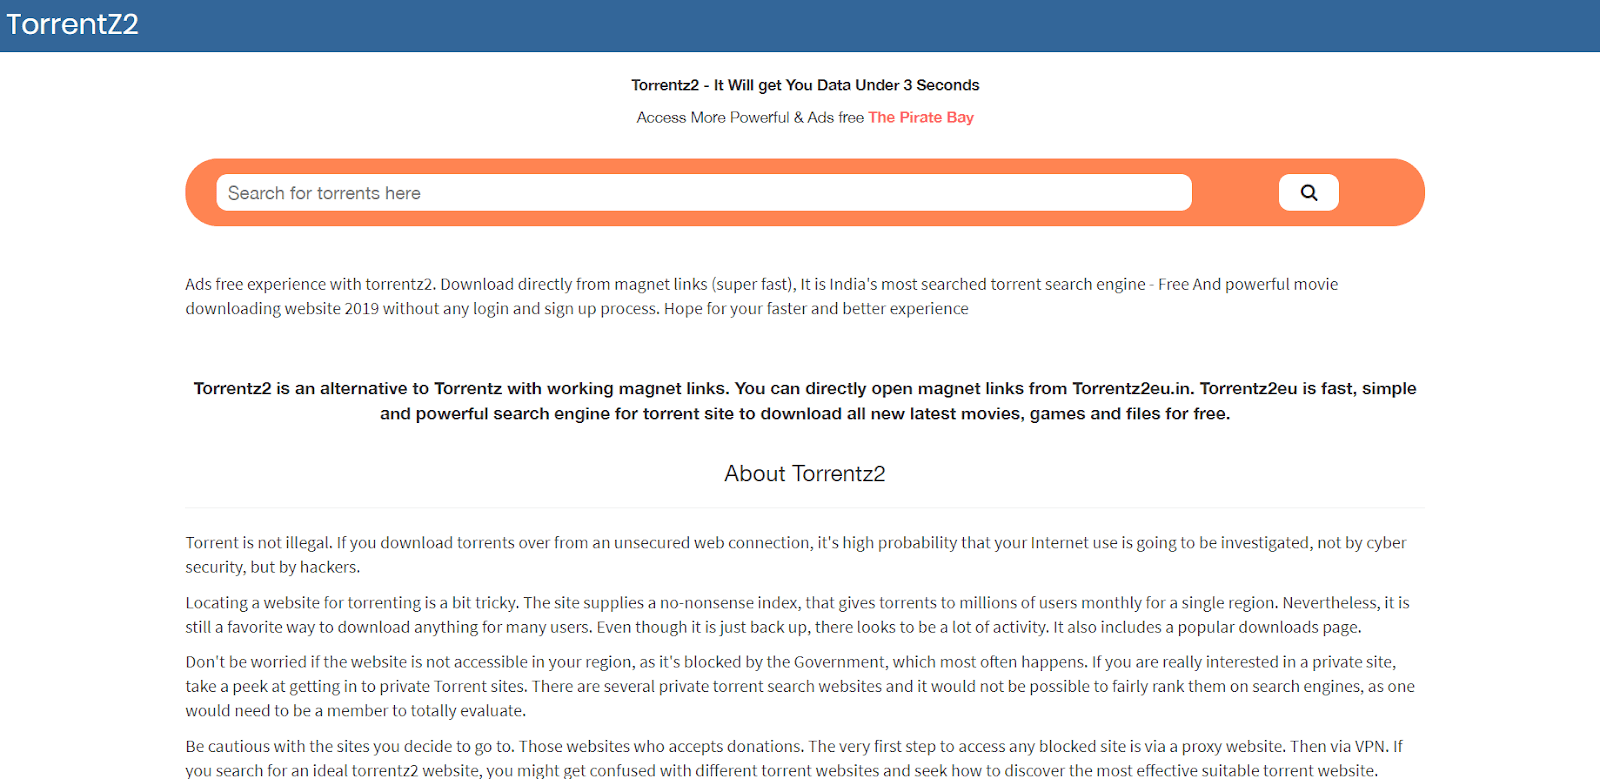 TorrentZ2
Torrentz2 - It Will get You Data Under 3 Seconds
Access More Powerful & Ads free The Pirate Bay
Search for torrents here
Ads free experience with torrentz2. Download directly from magnet links (super fast), It is India's most searched torrent search engine - Free And powerful movie
downloading website 2019 without any login and sign up process. Hope for your faster and better experience
Torrentz2 is an alternative to Torrentz with working magnet links. You can directly open magnet links from Torrentz2eu.in. Torrentz2eu is fast, simple
and powerful search engine for torrent site to download all new latest movies, games and files for free.
About Torrentz2
Torrent is not illegal. If you download torrents over from an unsecured web connection, it's high probability that your Internet use is going to be investigated, not by cyber
security, but by hackers.
Locating a website for torrenting is a bit tricky. The site supplies a no-nonsense index, that gives torrents to millions of users monthly for a single region. Nevertheless, it is
still a favorite way to download anything for many users. Even though it is just back up, there looks to be a lot of activity. It also includes a popular downloads page.
Don't be worried if the website is not accessible in your region, as it's blocked by the Government, which most often happens. If you are really interested in a private site,
take a peek at getting in to private Torrent sites. There are several private torrent search websites and it would not be possible to fairly rank them on search engines, as one
would need to be a member to totally evaluate.
Be cautious with the sites you decide to go to. Those websites who accepts donations. The very first step to access any blocked site is via a proxy website. Then via VPN. If
you search for an ideal torrentz2 website, you might get confused with different torrent websites and seek how to discover the most effective suitable torrent website.